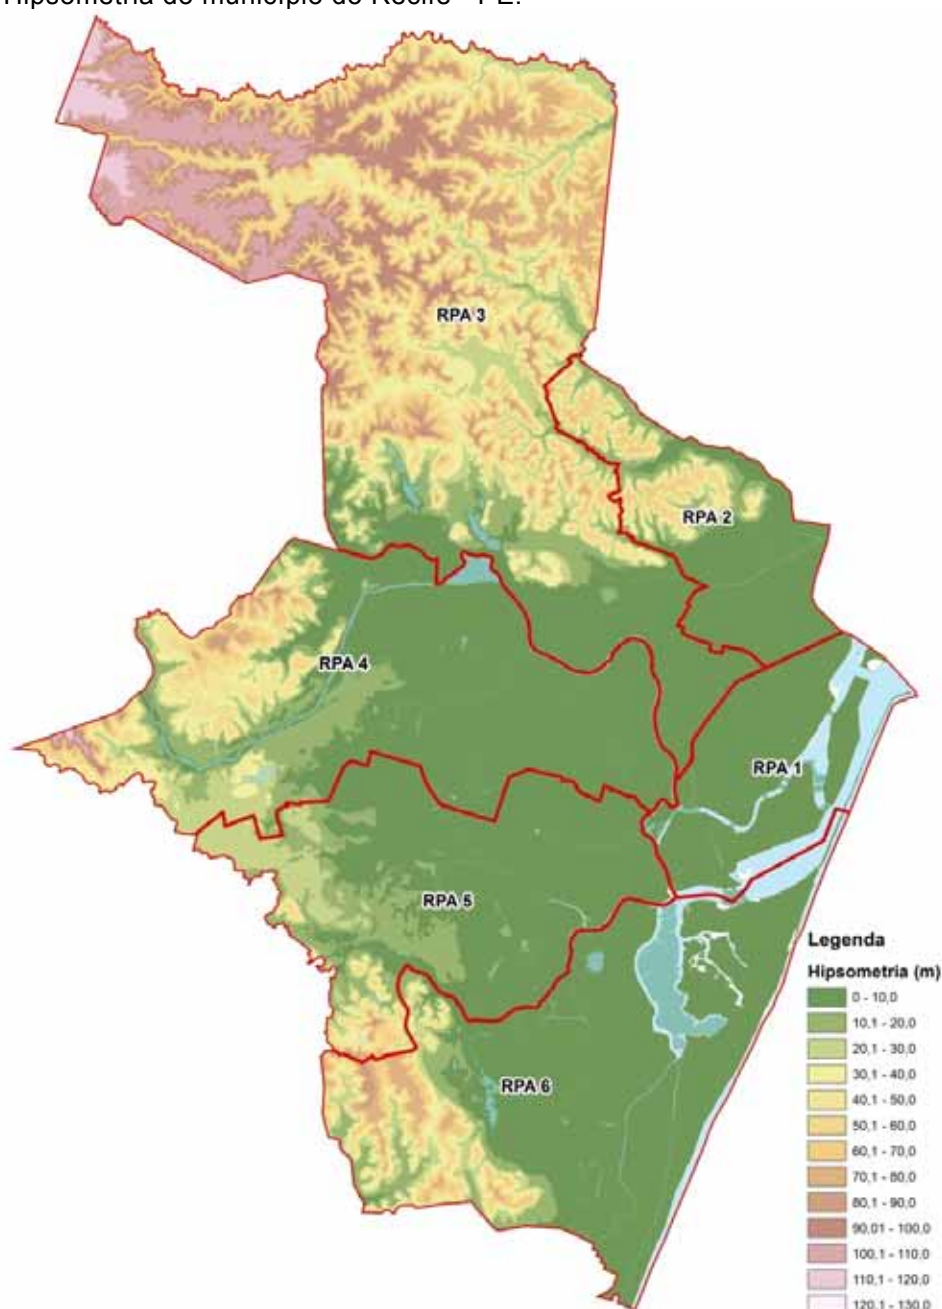 Hipsometria do município do Recife - PE.
RPA 3
RPA 2
RPA 4
RPA 1
RPA 5
RPA 6
Legenda
Hipsometria (m)
0 - 10,0
10,1 - 20,0
20,1 - 30,0
30,1 - 40,0
40,1 - 50,0
50,1 - 60,0
60,1 - 70,0
70,1 - 80,0
80,1 - 90,0
90,01 - 100,0
100,1 - 110,0
110,1 - 120,0
120,1 - 130,0